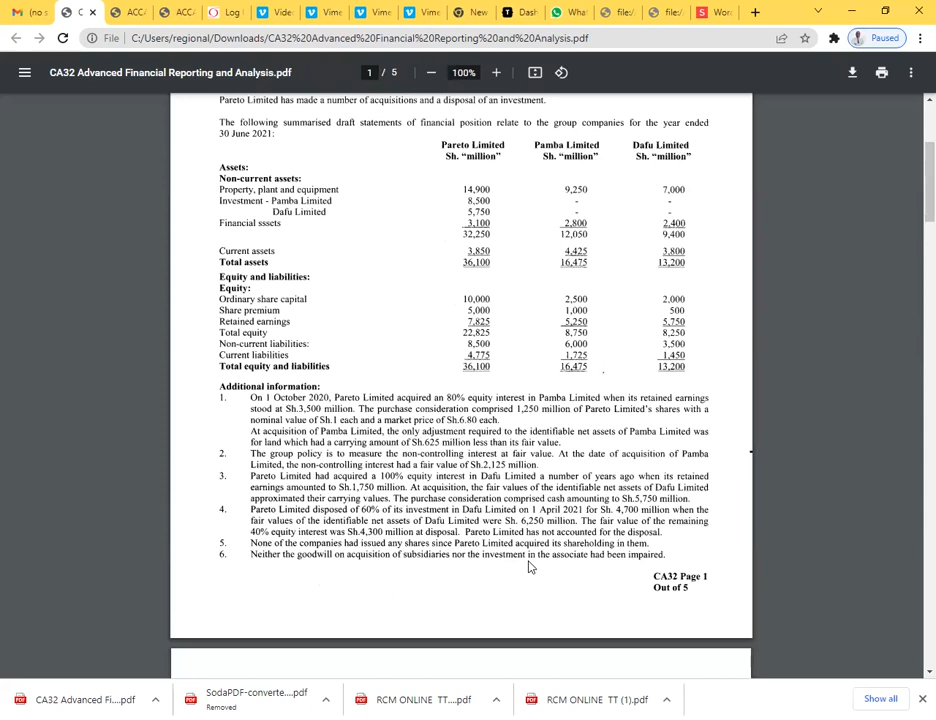 (no s
C
ACC/
ACC/
Log
Vide
Vime
Vime
Vime
New
Dash
Wha
file:/
file:/
Wor
File
C:/Users/regional/Downloads/CA32%20Advanced%20Financial%20Reporting%20and%20Analysis.pdf
Paused
CA32 Advanced Financial Reporting and Analysis.pdf
1 / 5
100%
Pareto Limited has made a number of acquisitions and a disposal of an investment.
The following summarised draft statements of financial position relate to the group companies for the year ended
30 June 2021:
Pareto Limited Pamba Limited Dafu Limited
Sh. “million” Sh. “million” Sh. “million”
Assets:
Non-current assets:
Property, plant and equipment 14,900 9,250 7,000
Investment - Pamba Limited 8,500 - -
Dafu Limited 5,750 - -
Financial sssets 3,100 2,800 2,400
32,250 12,050 9,400
Current assets 3,850 4,425 3,800
Total assets 36,100 16,475 13,200
Equity and liabilities:
Equity:
Ordinary share capital 10,000 2,500 2,000
Share premium 5,000 1,000 500
Retained earnings 7,825 5,250 5,750
Total equity 22,825 8,750 8,250
Non-current liabilities: 8,500 6,000 3,500
Current liabilities 4,775 1,725 1,450
Total equity and liabilities 36,100 16,475 13,200
Additional information:
1. On 1 October 2020, Pareto Limited acquired an 80% equity interest in Pamba Limited when its retained earnings
stood at Sh.3,500 million. The purchase consideration comprised 1,250 million of Pareto Limited’s shares with a
nominal value of Sh.1 each and a market price of Sh.6.80 each.
At acquisition of Pamba Limited, the only adjustment required to the identifiable net assets of Pamba Limited was
for land which had a carrying amount of Sh.625 million less than its fair value.
2. The group policy is to measure the non-controlling interest at fair value. At the date of acquisition of Pamba
Limited, the non-controlling interest had a fair value of Sh.2,125 million.
3. Pareto Limited had acquired a 100% equity interest in Dafu Limited a number of years ago when its retained
earnings amounted to Sh.1,750 million. At acquisition, the fair values of the identifiable net assets of Dafu Limited
approximated their carrying values. The purchase consideration comprised cash amounting to Sh.5,750 million.
4. Pareto Limited disposed of 60% of its investment in Dafu Limited on 1 April 2021 for Sh. 4,700 million when the
fair values of the identifiable net assets of Dafu Limited were Sh. 6,250 million. The fair value of the remaining
40% equity interest was Sh.4,300 million at disposal. Pareto Limited has not accounted for the disposal.
5. None of the companies had issued any shares since Pareto Limited acquired its shareholding in them.
6. Neither the goodwill on acquisition of subsidiaries nor the investment in the associate had been impaired.
CA32 Page 1
Out of 5
CA32 Advanced Fi....pdf
SodaPDF-converte....pdf
Removed
RCM ONLINE TT....pdf
RCM ONLINE TT (1).pdf
Show all